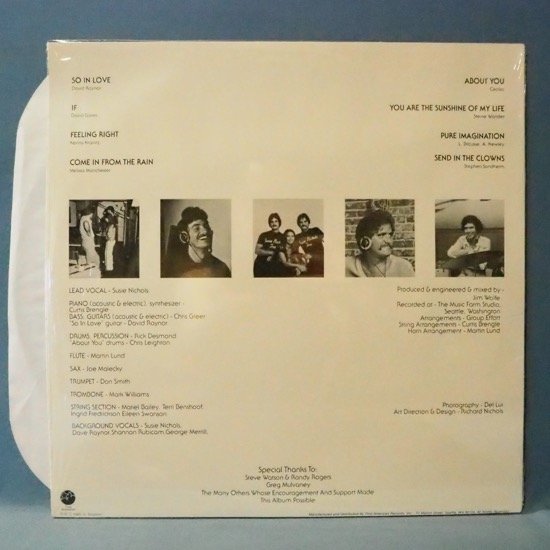 SO IN LOVE
David Raynor
IF
David Gates
FEELING RIGHT
COME IN FROM THE RAIN
Melissa Manchester
ABOUT YOU
YOU ARE THE SUNSHINE OF MY LIFE
Stevie Wonder
PURE IMAGINATION
L. Bricuse A. Newley
SEND IN THE CLOWNS
Stephen Sondheim
LEAD VOCAL - Susie Nichols
PIANO (acoustic & electric), synthesizer -
Curtis Brengle
BASS, GUITARS (acoustic & electric) - Chris Greer
"So In Love" guitar - David Raynor
DRUMS, PERCUSSION - Rick Desmond
"About You" drums - Chris Leighton
FLUTE - Martin Lund
SAX - Joe Malecky
TRUMPET - Dan Smith
TROMBONE - Mark Williams
STRING SECTION - Mariel Bailey, Terri Benshoof,
Ingrid Fredrickson Eileen Swanson
BACKGROUND VOCALS - Susie Nichols,
Dave Raynor Shannon Rubicam George Merrill,
Produced & engineered & mixed by -
Jim Wolfe
Recorded at - The Music Farm Studio,
Seattle, Washington
Arrangements - Group Effort
String Arrangements - Curtis Brengle
Horn Arrangement - Martin Lund
Photography - Del Lui
Art Direction & Design - Richard Nichols
Special Thanks To:
Steve Watson & Randy Rogers
Greg Mulvaney
The Many Others Whose Encouragement And Support Made
This Album Possible